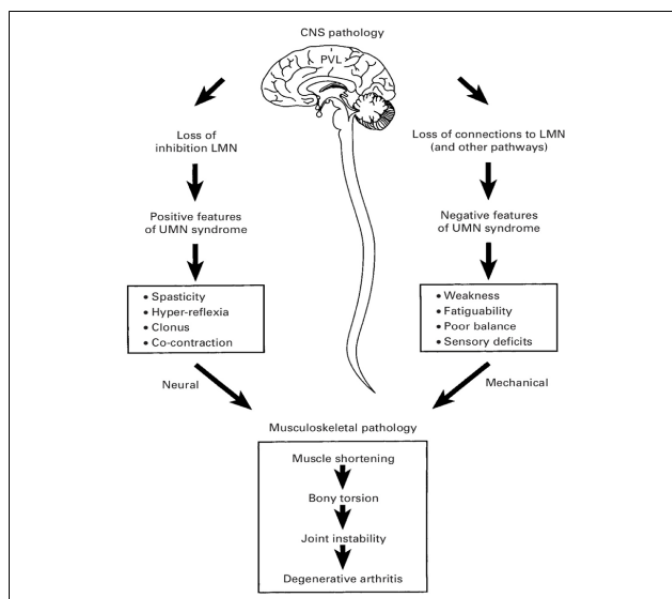 CNS pathology
PVL
Loss of
inhibition LMN
Positive features
of UMN syndrome
• Spasticity
• Hyper-reflexia
• Clonus
• Co-contraction
Neural
Loss of connections to LMN
(and other pathways)
Negative features
of UMN syndrome
• Weakness
• Fatiguability
• Poor balance
• Sensory deficits
Mechanical
Musculoskeletal pathology
Muscle shortening
Bony torsion
Joint instability
Degenerative arthritis